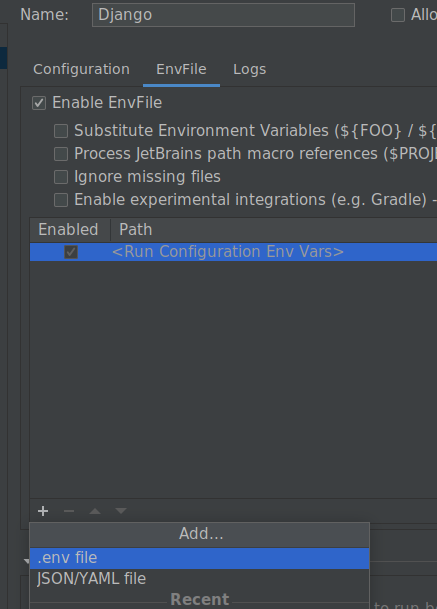 Name: Django Allo
Configuration EnvFile Logs
Enable EnvFile
Substitute Environment Variables (${FOO} / ${
Process JetBrains path macro references ($PROJ
Ignore missing files
Enable experimental integrations (e.g. Gradle) -
Enabled Path
<Run Configuration Env Vars>
Add...
.env file
JSON/YAML file
Recent
to run b